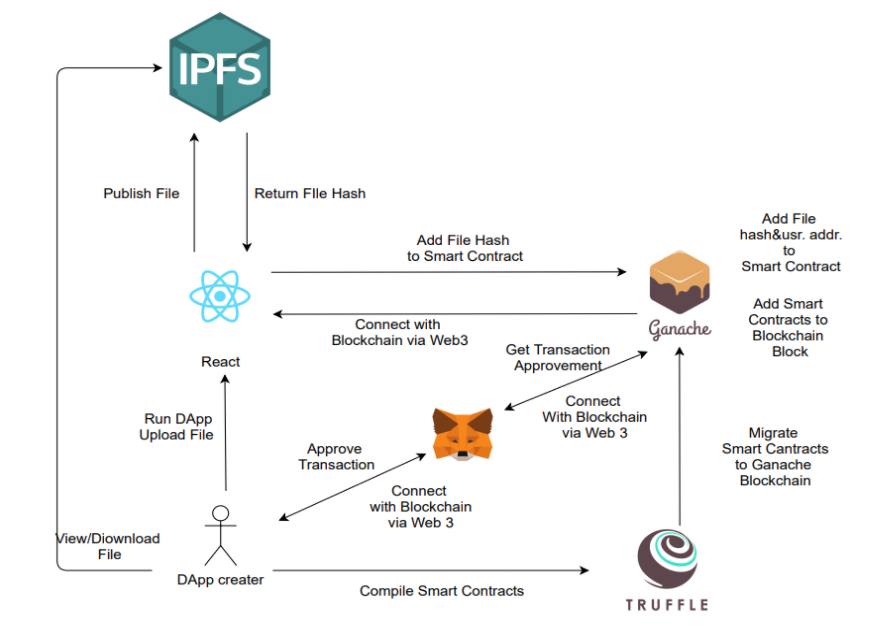 IPFS
Publish File
Return FIle Hash
Add File Hash
to Smart Contract
Add File
hash&usr. addr.
to
Smart Contract
Ganache
Add Smart
Contracts to
Blockchain
Block
Connect with
Blockchain via Web3
React
Get Transaction
Approvement
Run DApp
Upload File
Connect
With Blockchain
via Web 3
Approve
Transaction
Migrate
Smart Cantracts
to Ganache
Blockchain
Connect
with Blockchain
via Web 3
View/Diownload
File
DApp creater
Compile Smart Contracts
TRUFFLE